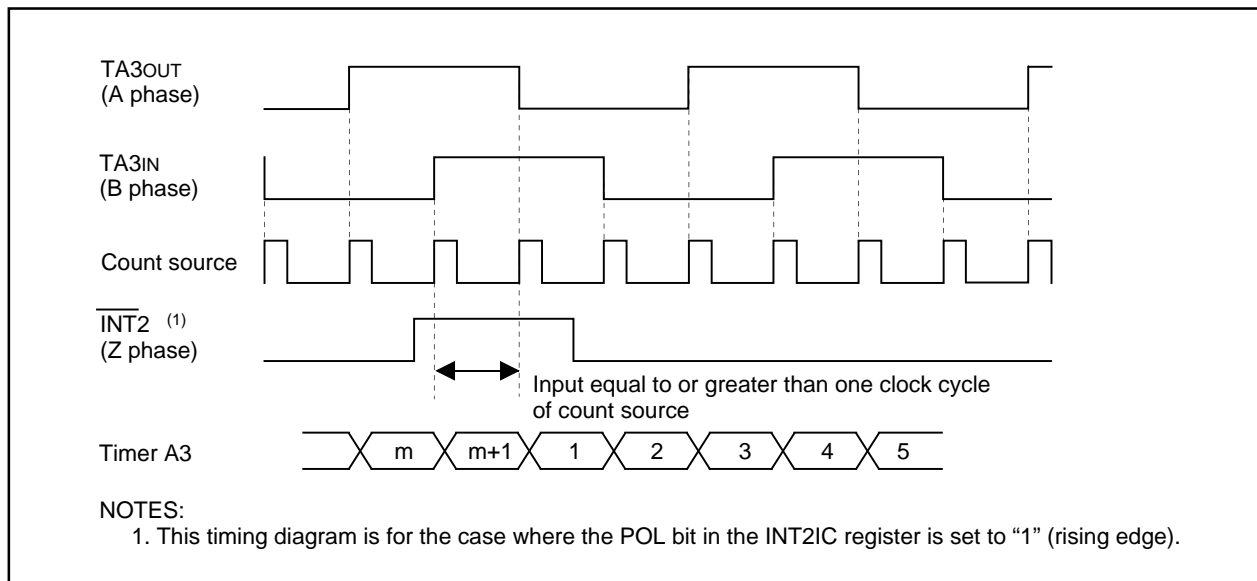 TA3OUT
(A phase)
TA3IN
(B phase)
Count source
INT2 (1)
(Z phase)
Input equal to or greater than one clock cycle
of count source
Timer A3 m m+1 1 2 3 4 5
NOTES:
1. This timing diagram is for the case where the POL bit in the INT2IC register is set to “1” (rising edge).